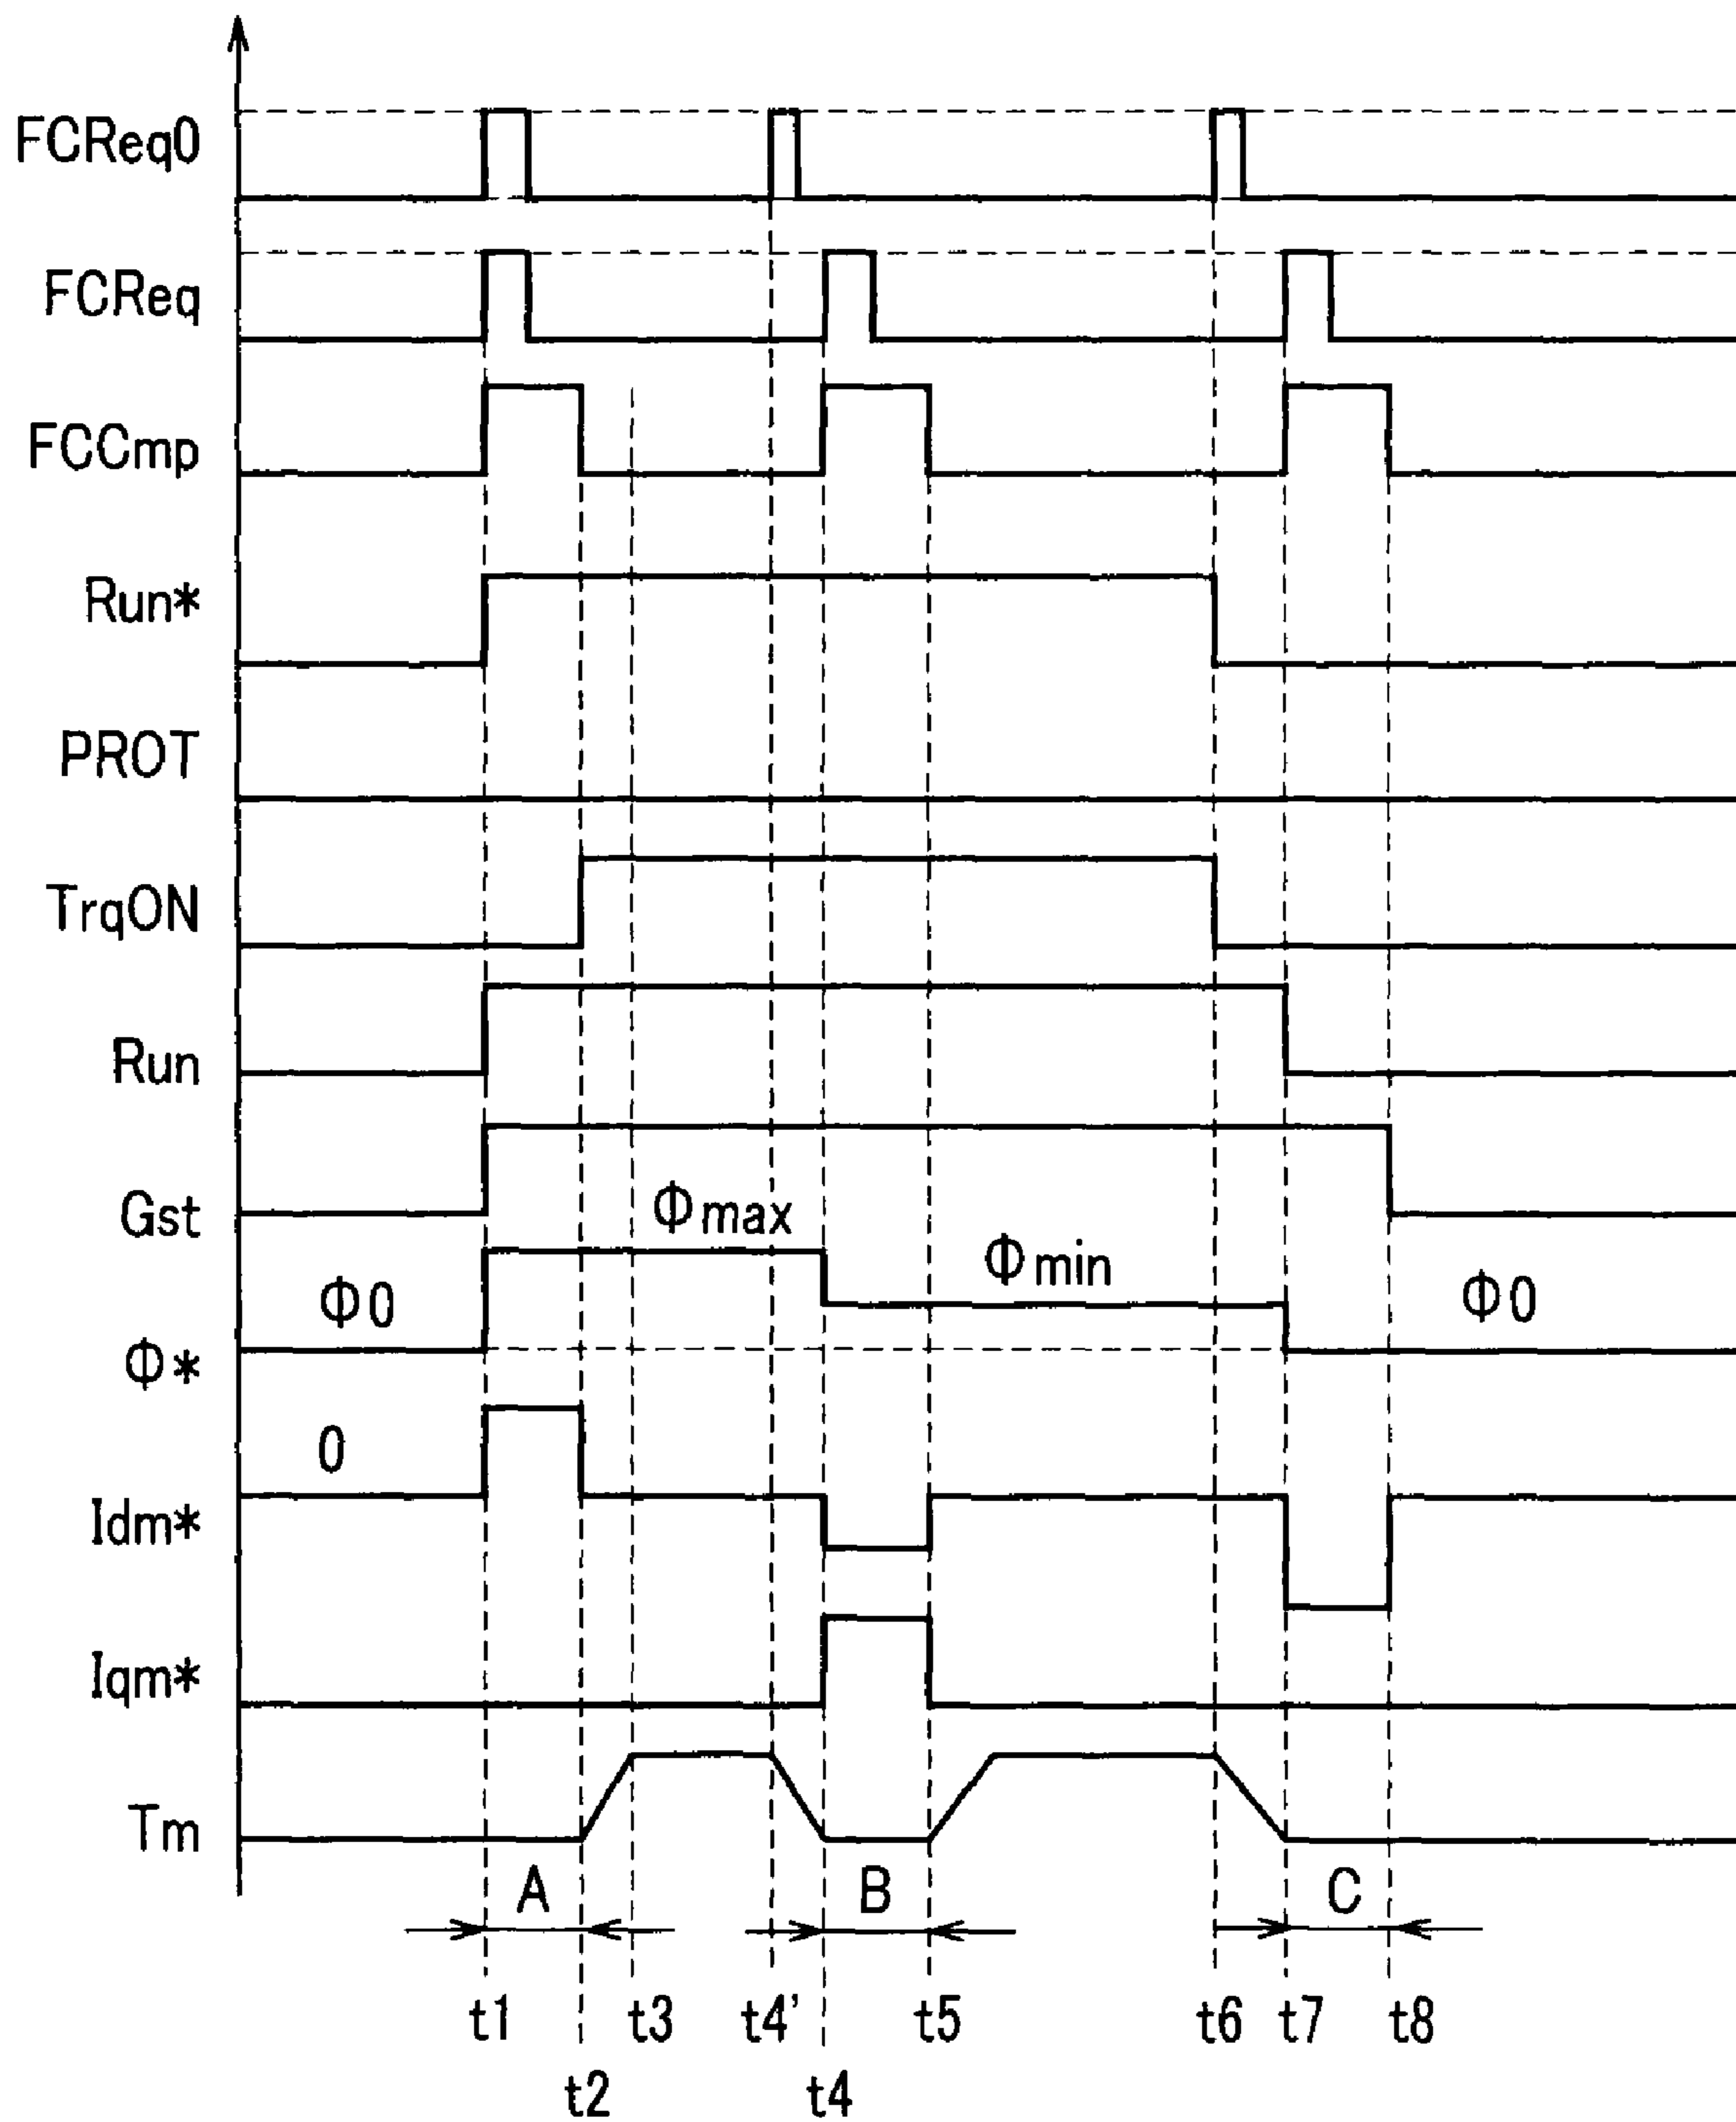 FCReq0
FCReq
FCCmp
Run*
PROT
TrqON
Run
Gst
Φmax
Φmin
Φ0
Φ0
Φ*
0
Idm*
Iqm*
Tm
A
B
C
t1
t3
t4'
t5
t6
t7
t8
t2
t4